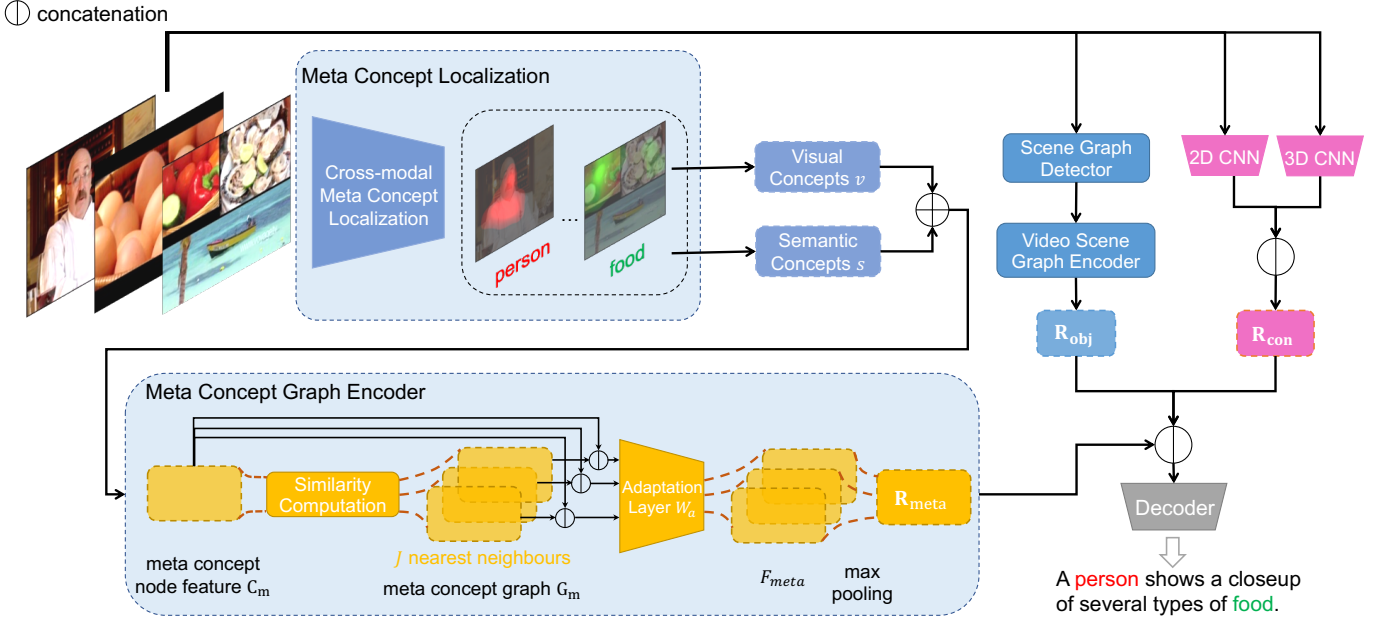 concatenation
Meta Concept Localization
Cross-modal
Meta Concept
Localization
person
...
food
Visual
Concepts v
Semantic
Concepts s
Scene Graph
Detector
Video Scene
Graph Encoder
R_obj
2D CNN
3D CNN
R_con
Meta Concept Graph Encoder
Similarity
Computation
Adaptation
Layer W_a
R_meta
meta concept
node feature C_m
J nearest neighbours
meta concept graph G_m
F_meta
max
pooling
Decoder
A person shows a closeup
of several types of food.